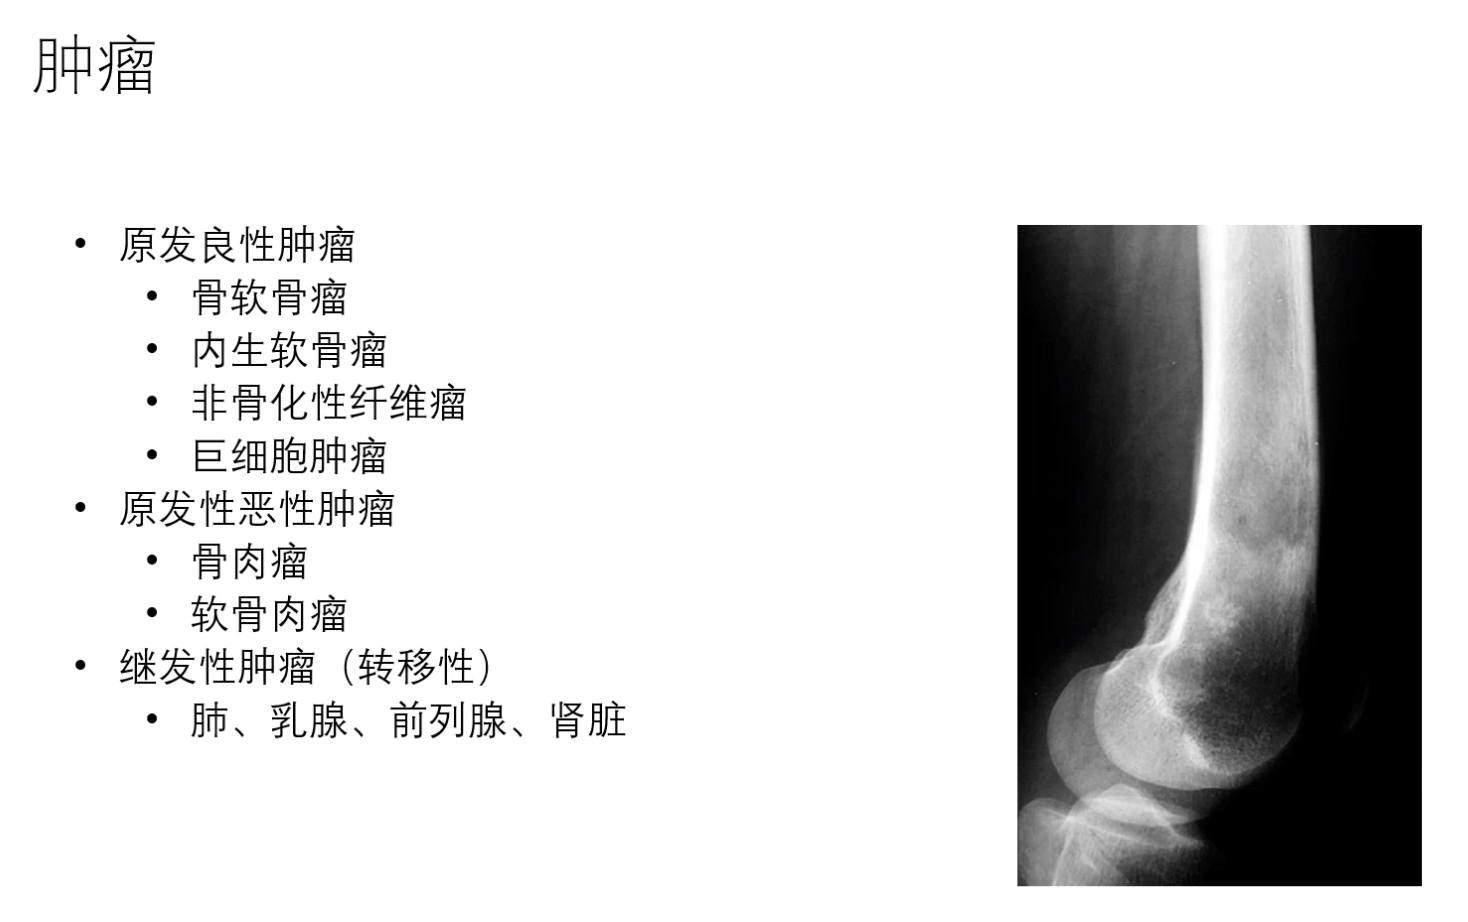 肿瘤
• 原发良性肿瘤
• 骨软骨瘤
• 内生软骨瘤
• 非骨化性纤维瘤
• 巨细胞肿瘤
• 原发性恶性肿瘤
• 骨肉瘤
• 软骨肉瘤
• 继发性肿瘤（转移性）
• 肺、乳腺、前列腺、肾脏